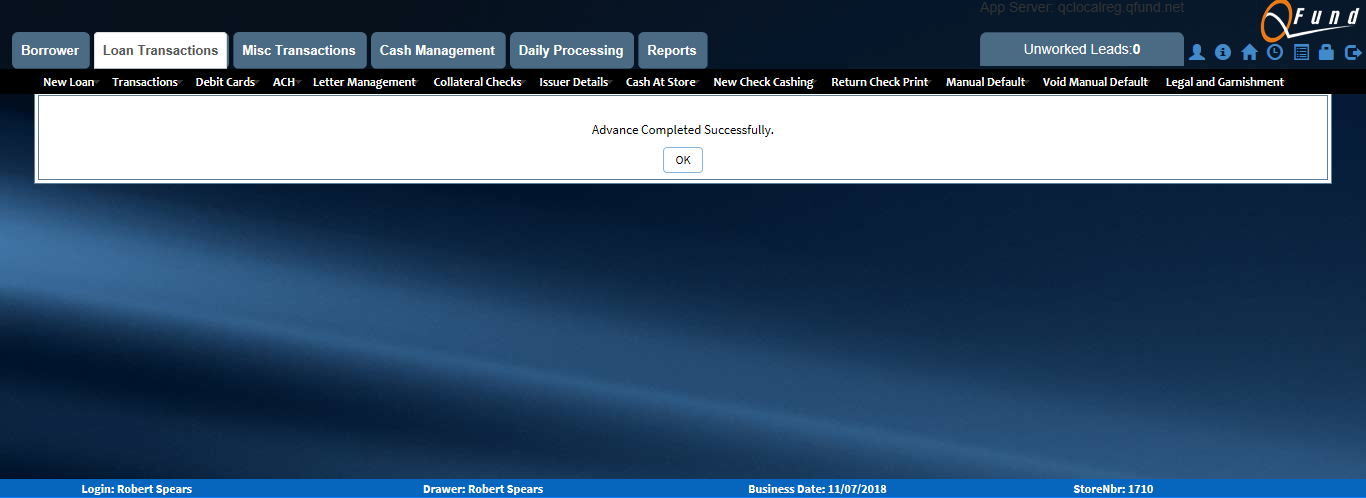 App Server: qclocalreg.qfund.net
QFund
Borrower Loan Transactions Misc Transactions Cash Management Daily Processing Reports Unworked Leads:0
New Loan Transactions Debit Cards ACH Letter Management Collateral Checks Issuer Details Cash At Store New Check Cashing Return Check Print Manual Default Void Manual Default Legal and Garnishment
Advance Completed Successfully.
OK
Login: Robert Spears Drawer: Robert Spears Business Date: 11/07/2018 StoreNbr: 1710